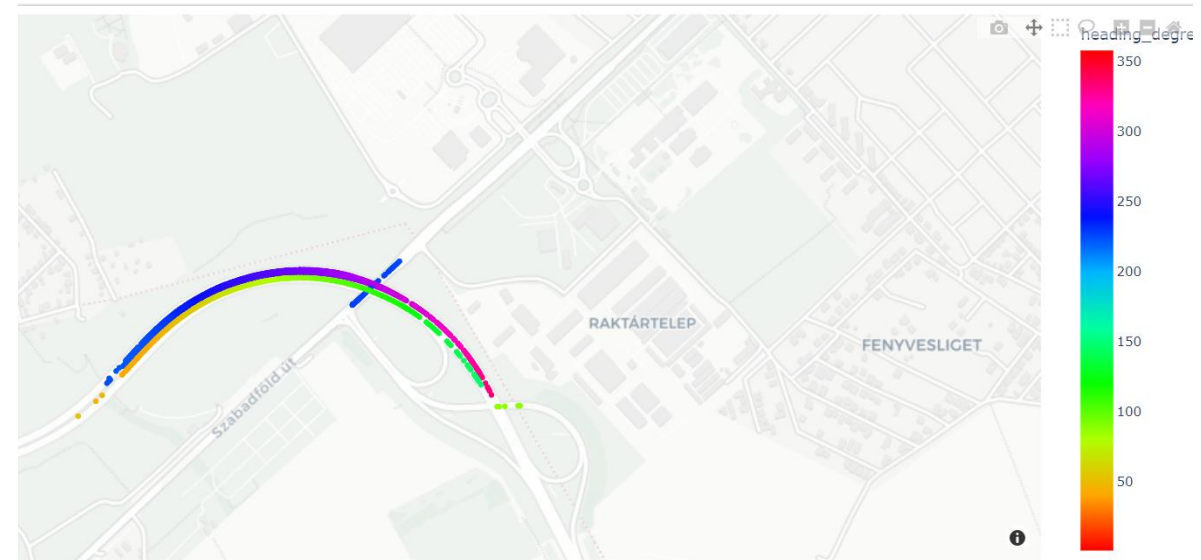 heading_degre
350
300
RAKTÁRTELEP
FENYVESLIGET
Szabadföld út
250
200
150
100
50